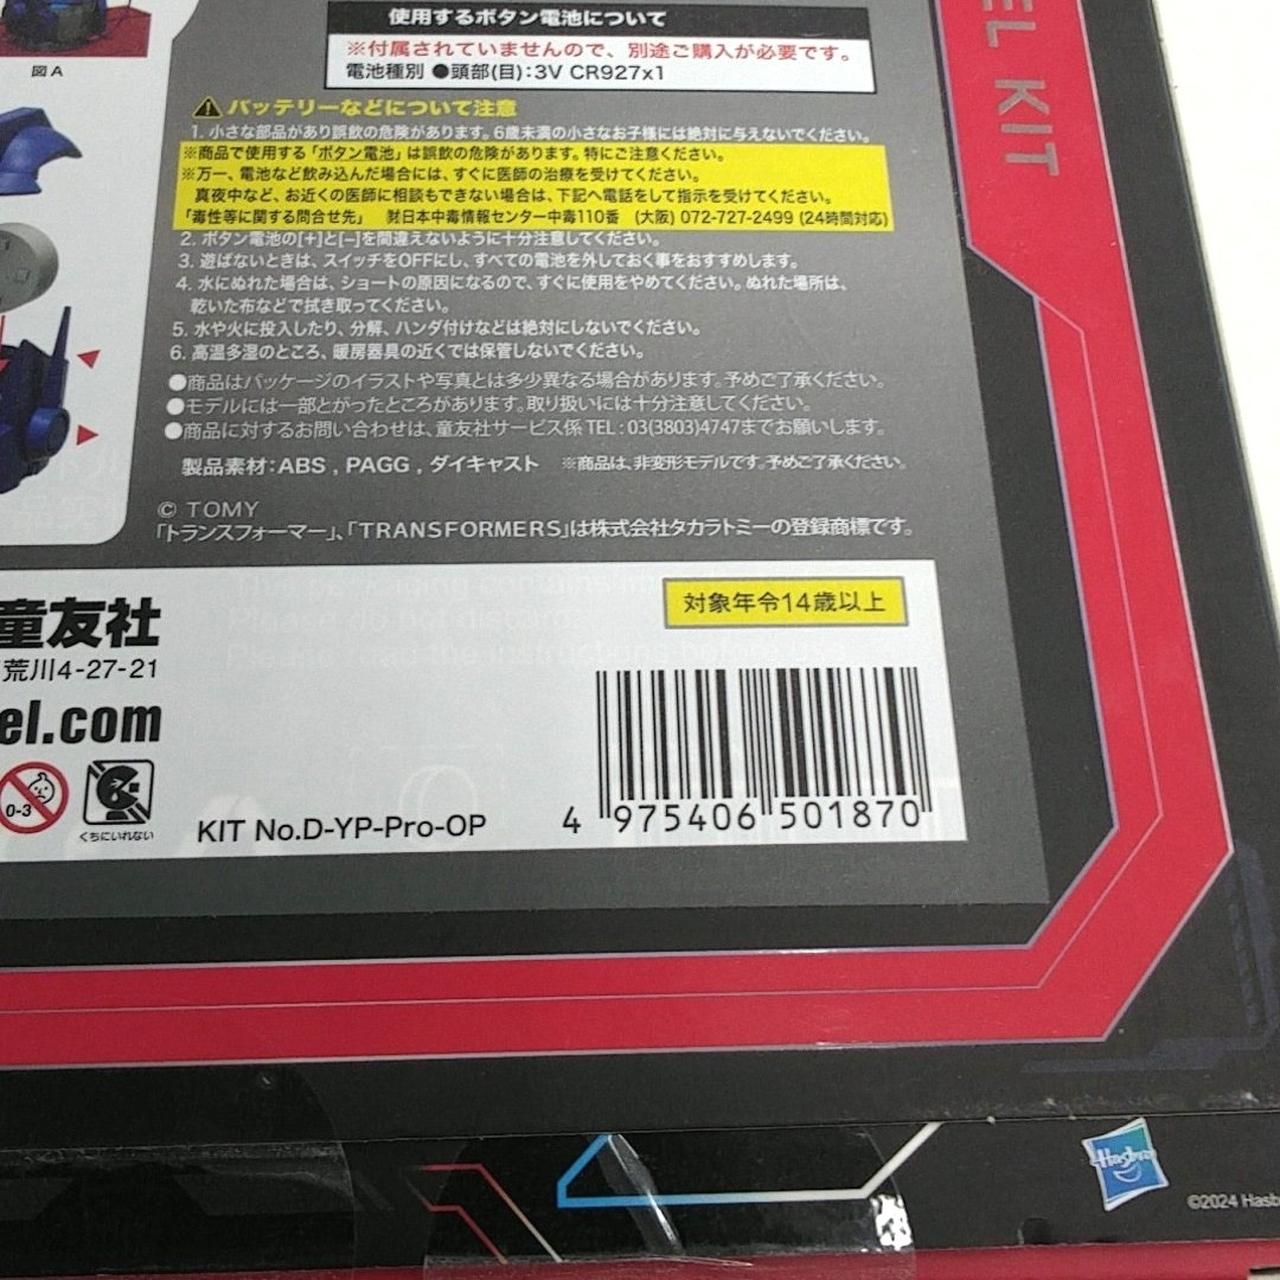 使用するボタン電池について
※付属されていませんので、別途ご購入が必要です。
電池種別 ●頭部(目):3V CR927x1
図A
バッテリーなどについて注意
1. 小さな部品があり誤飲の危険があります。6歳未満の小さなお子様には絶対に与えないでください。
※商品で使用する「ボタン電池」は誤飲の危険があります。特にご注意ください。
※万一、電池など飲み込んだ場合には、すぐに医師の治療を受けてください。
真夜中など、お近くの医師に相談もできない場合は、下記へ電話をして指示を受けてください。
「毒性等に関する問合せ先」 財日本中毒情報センター中毒110番 (大阪) 072-727-2499 (24時間対応)
2. ボタン電池の[+]と[−]を間違えないように十分注意してください。
3. 遊ばないときは、スイッチをOFFにし、すべての電池を外しておく事をおすすめします。
4. 水にぬれた場合は、ショートの原因になるので、すぐに使用をやめてください。ぬれた場所は、
乾いた布などで拭き取ってください。
5. 水や火に投入したり、分解、ハンダ付けなどは絶対にしないでください。
6. 高温多湿のところ、暖房器具の近くでは保管しないでください。
●商品はパッケージのイラストや写真とは多少異なる場合があります。予めご了承ください。
●モデルには一部とがったところがあります。取り扱いには十分注意してください。
●商品に対するお問い合わせは、童友社サービス係 TEL:03(3803)4747までお願いします。
製品素材:ABS , PAGG , ダイキャスト ※商品は、非変形モデルです。予めご了承ください。
© TOMY
「トランスフォーマー」、「TRANSFORMERS」は株式会社タカラトミーの登録商標です。
EL KIT
童友社
荒川4-27-21
el.com
0-3
くちにいれない
KIT No.D-YP-Pro-OP
対象年令14歳以上
4 975406 501870
Hasbro
©2024 Hasb